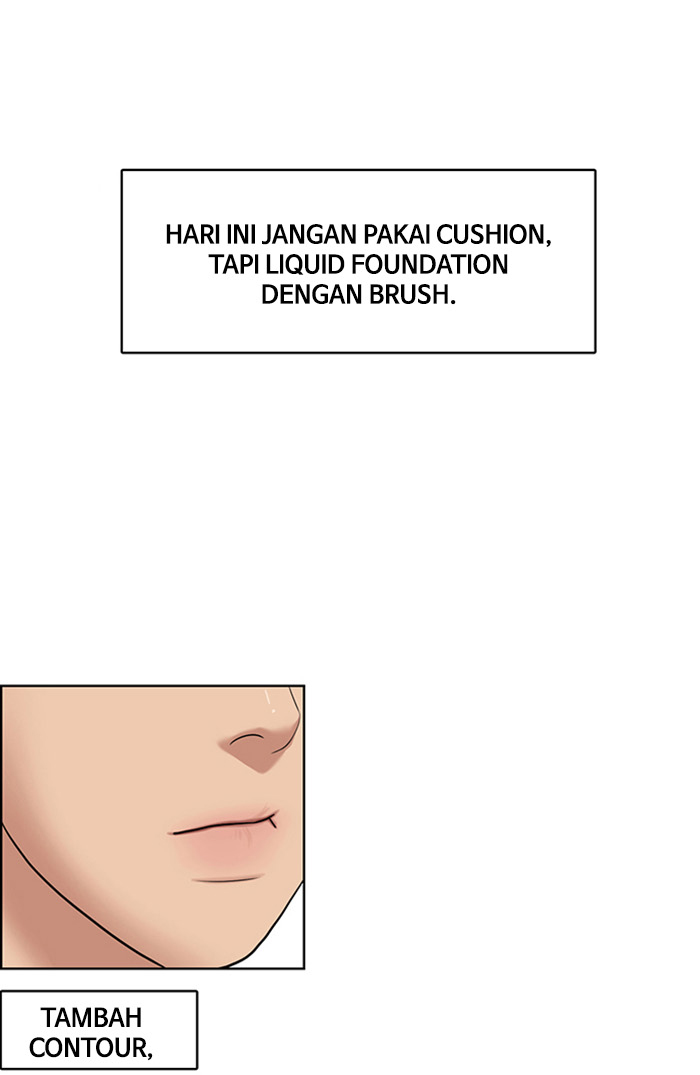 HARI INI JANGAN PAKAI CUSHION,
TAPI LIQUID FOUNDATION
DENGAN BRUSH.
TAMBAH
CONTOUR,